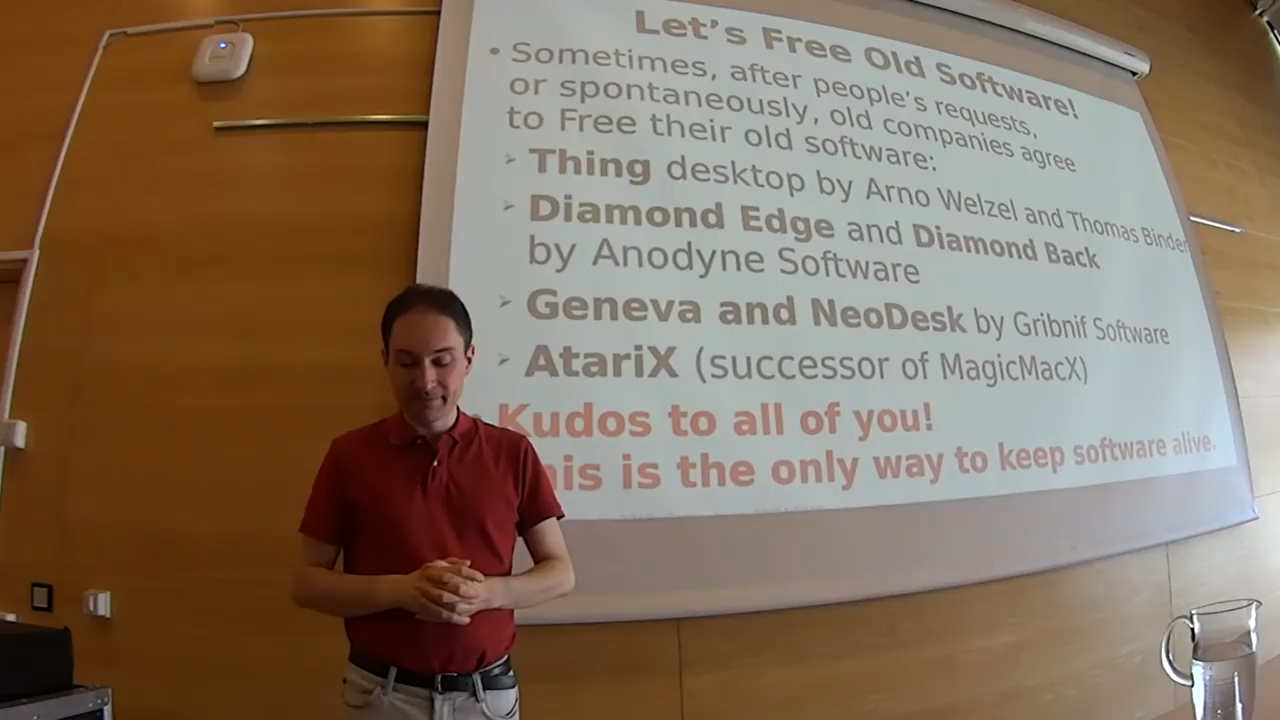 Let's Free Old Software!
• Sometimes, after people's requests,
or spontaneously, old companies agree
to Free their old software:
➢ Thing desktop by Arno Welzel and Thomas Binder
➢ Diamond Edge and Diamond Back
by Anodyne Software
➢ Geneva and NeoDesk by Gribnif Software
➢ AtariX (successor of MagicMacX)
Kudos to all of you!
his is the only way to keep software alive.